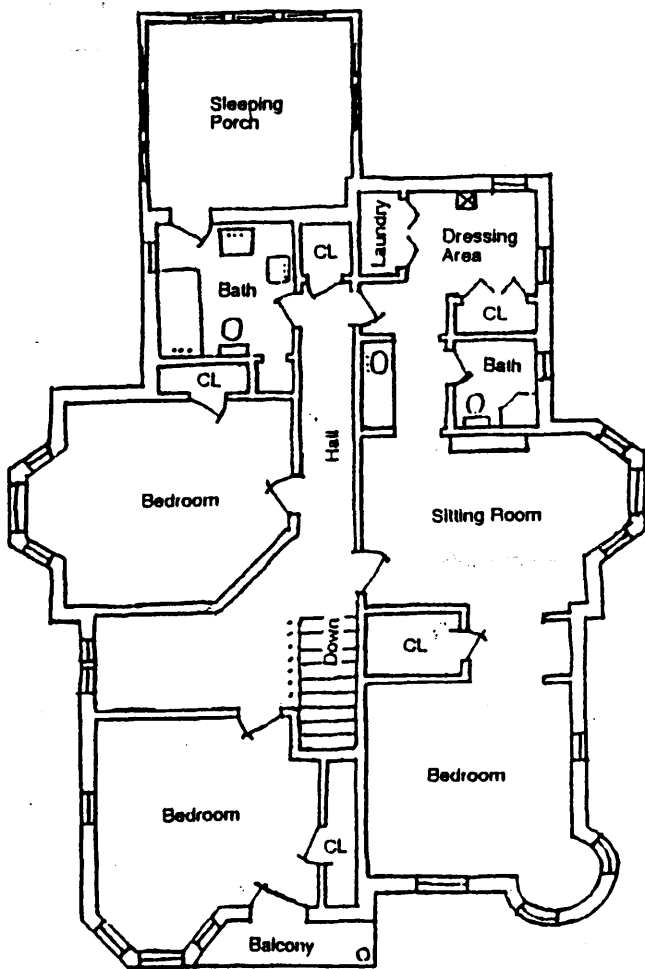 Sleeping
Porch
Laundry
Dressing
Area
CL
Bath
CL
Bath
CL
Hall
Bedroom
Sitting Room
Down
CL
Bedroom
Bedroom
CL
Balcony